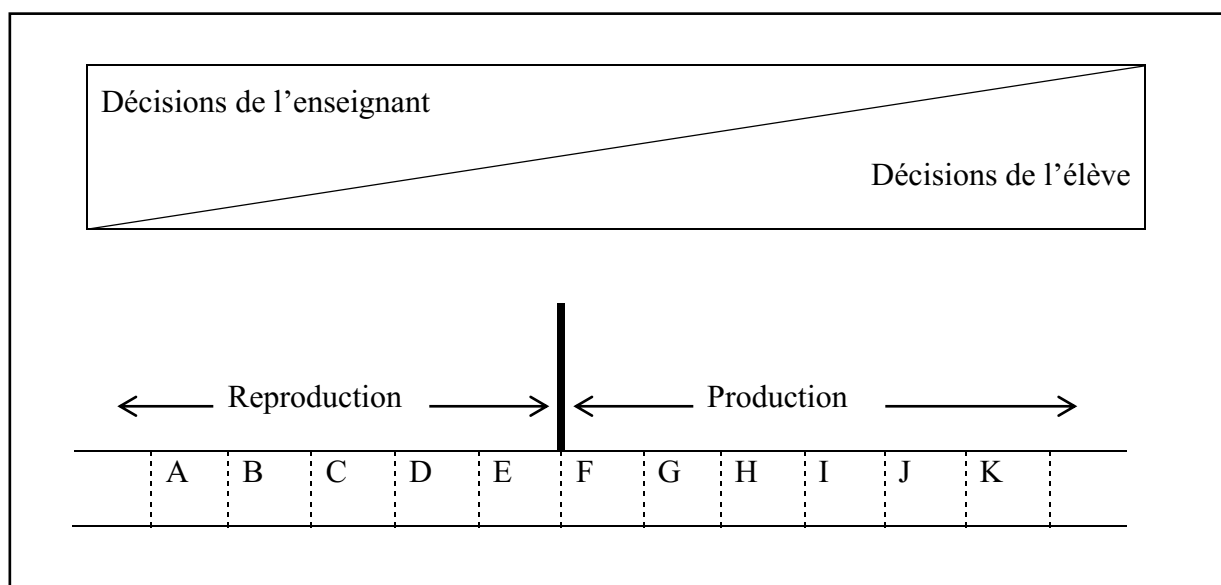 Décisions de l’enseignant
Décisions de l’élève
Reproduction Production
A B C D E F G H I J K